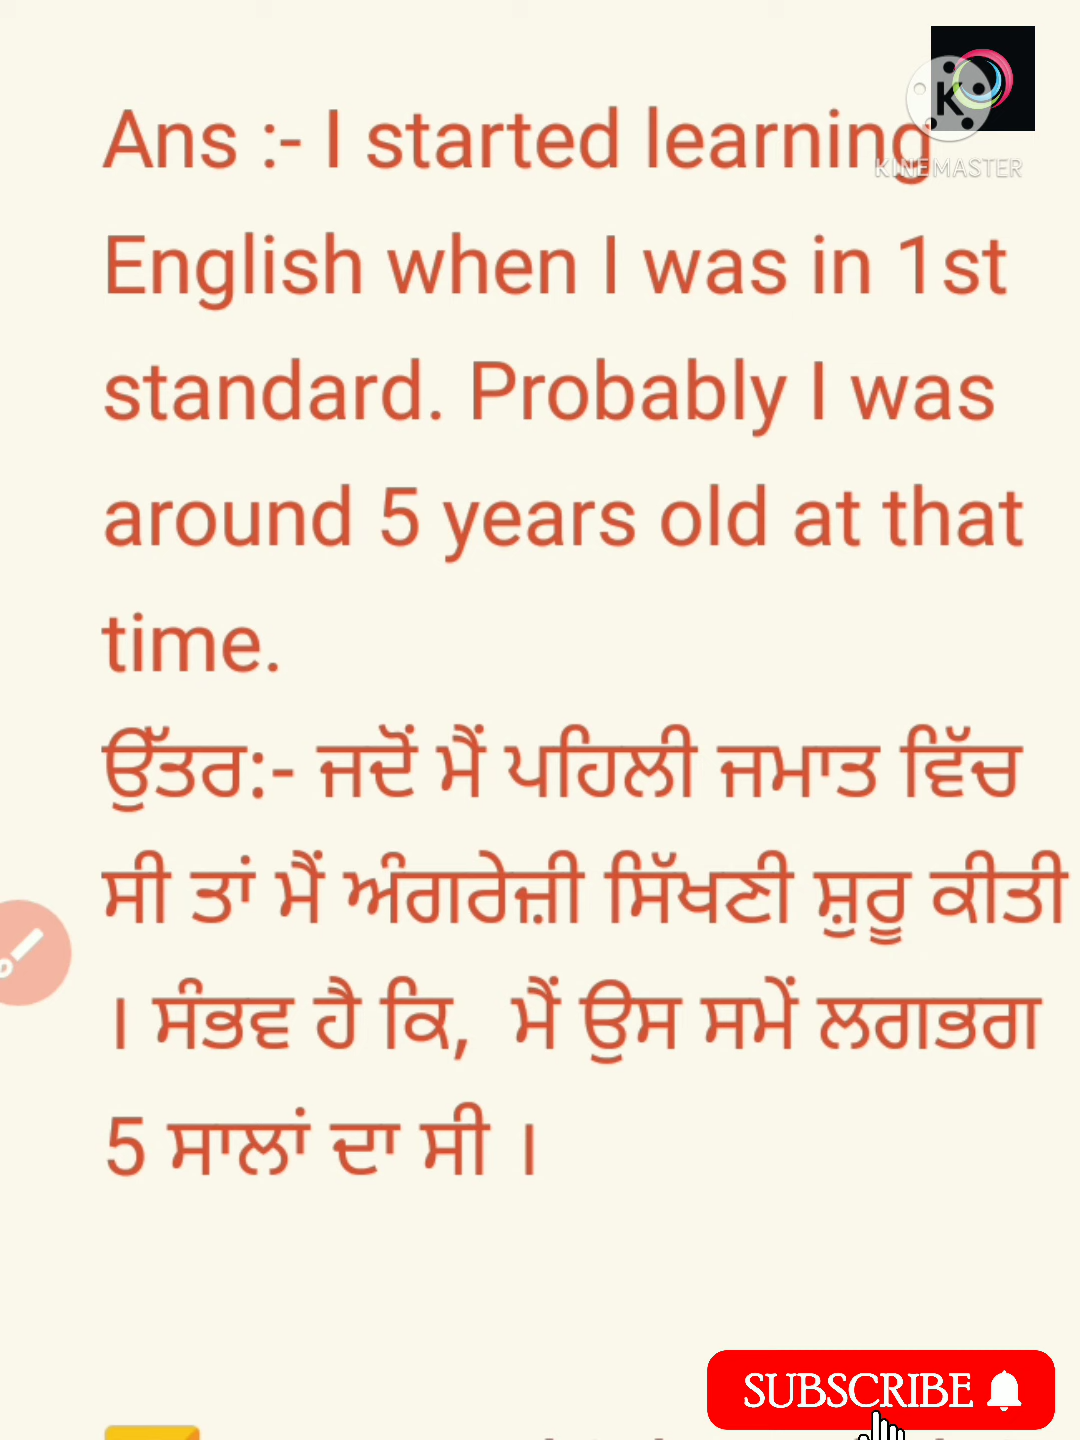 K
KINEMASTER
Ans :- I started learning
English when I was in 1st
standard. Probably I was
around 5 years old at that
time.
ਉੱਤਰ:- ਜਦੋਂ ਮੈਂ ਪਹਿਲੀ ਜਮਾਤ ਵਿੱਚ
ਸੀ ਤਾਂ ਮੈਂ ਅੰਗਰੇਜ਼ੀ ਸਿੱਖਣੀ ਸ਼ੁਰੂ ਕੀਤੀ
। ਸੰਭਵ ਹੈ ਕਿ, ਮੈਂ ਉਸ ਸਮੇਂ ਲਗਭਗ
5 ਸਾਲਾਂ ਦਾ ਸੀ ।
SUBSCRIBE